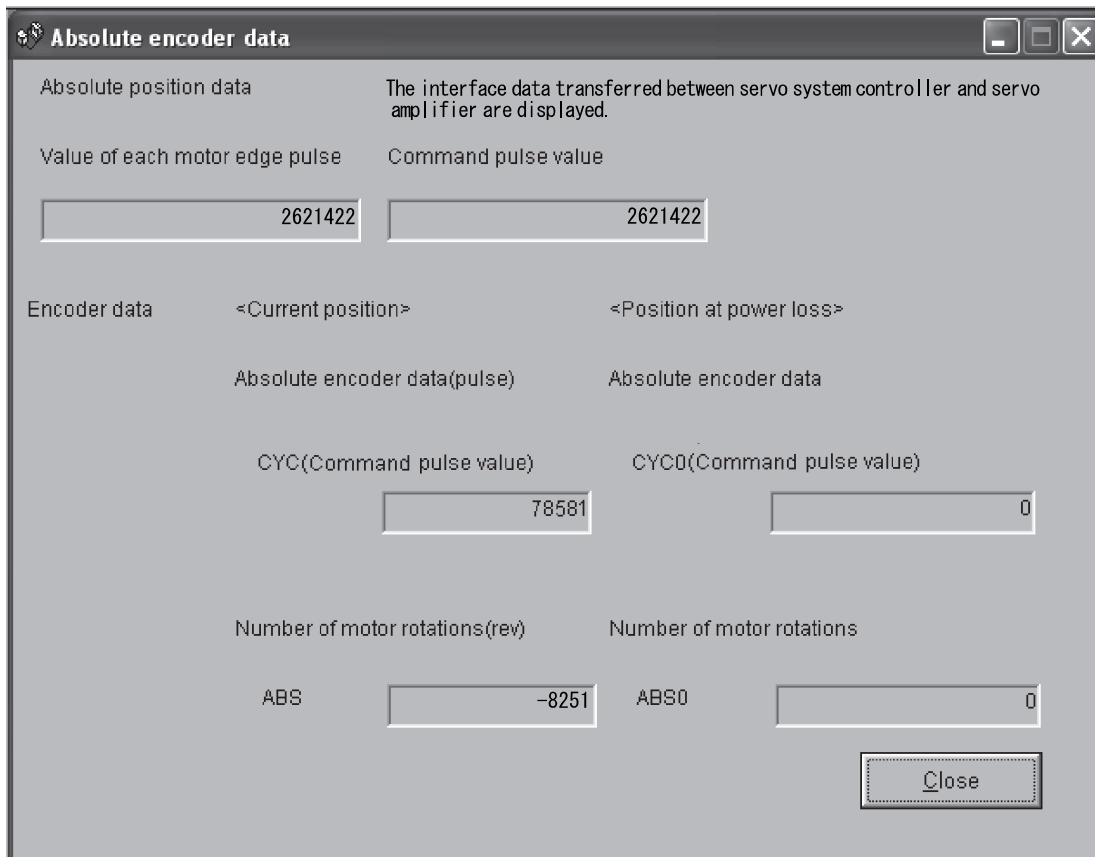 Absolute encoder data
Absolute position data
The interface data transferred between servo system controller and servo
amplifier are displayed.
Value of each motor edge pulse Command pulse value
2621422 2621422
Encoder data <Current position> <Position at power loss>
Absolute encoder data(pulse) Absolute encoder data
CYC(Command pulse value) CYC0(Command pulse value)
78581 0
Number of motor rotations(rev) Number of motor rotations
ABS -8251 ABS0 0
Close